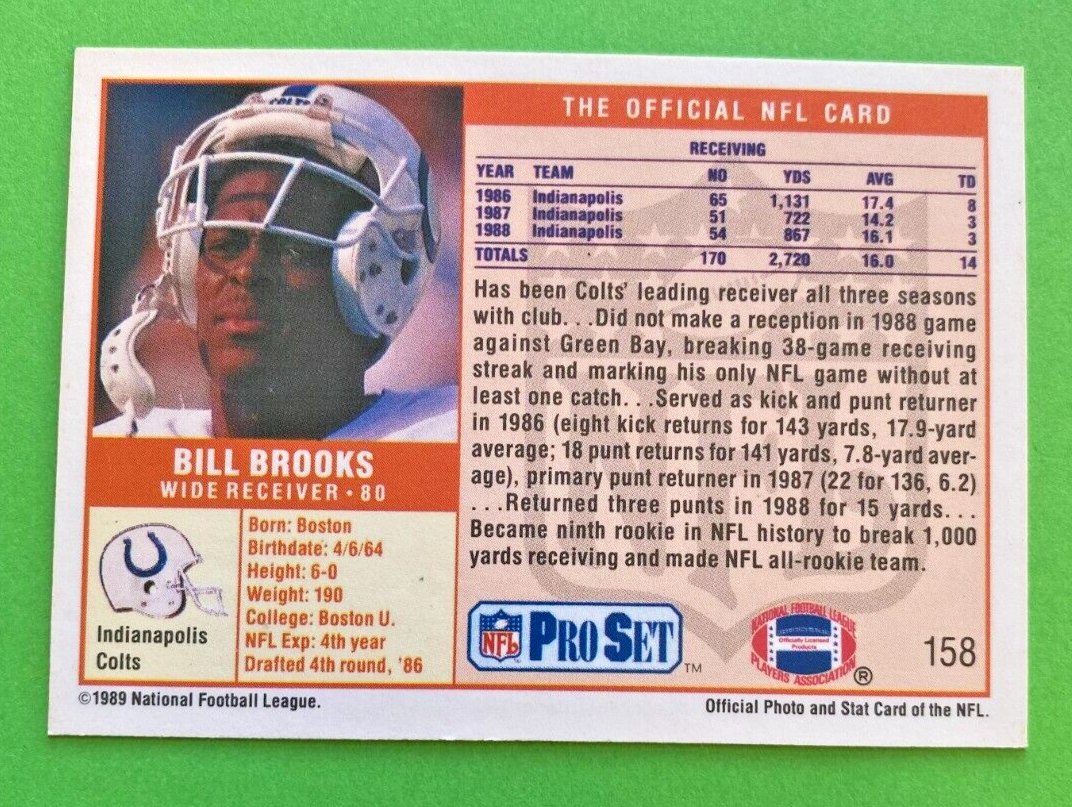 COLTS
THE OFFICIAL NFL CARD
RECEIVING
YEAR TEAM NO YDS AVG TD
1986 Indianapolis 65 1,131 17.4 8
1987 Indianapolis 51 722 14.2 3
1988 Indianapolis 54 867 16.1 3
TOTALS 170 2,720 16.0 14
Has been Colts' leading receiver all three seasons
with club. . .Did not make a reception in 1988 game
against Green Bay, breaking 38-game receiving
streak and marking his only NFL game without at
least one catch. . .Served as kick and punt returner
in 1986 (eight kick returns for 143 yards, 17.9-yard
average; 18 punt returns for 141 yards, 7.8-yard aver-
age), primary punt returner in 1987 (22 for 136, 6.2)
. . .Returned three punts in 1988 for 15 yards. . .
Became ninth rookie in NFL history to break 1,000
yards receiving and made NFL all-rookie team.
BILL BROOKS
WIDE RECEIVER • 80
Indianapolis
Colts
Born: Boston
Birthdate: 4/6/64
Height: 6-0
Weight: 190
College: Boston U.
NFL Exp: 4th year
Drafted 4th round, '86
NFL PRO SET TM
NATIONAL FOOTBALL LEAGUE
Officially Licensed
Products
PLAYERS ASSOCIATION ®
158
©1989 National Football League.
Official Photo and Stat Card of the NFL.